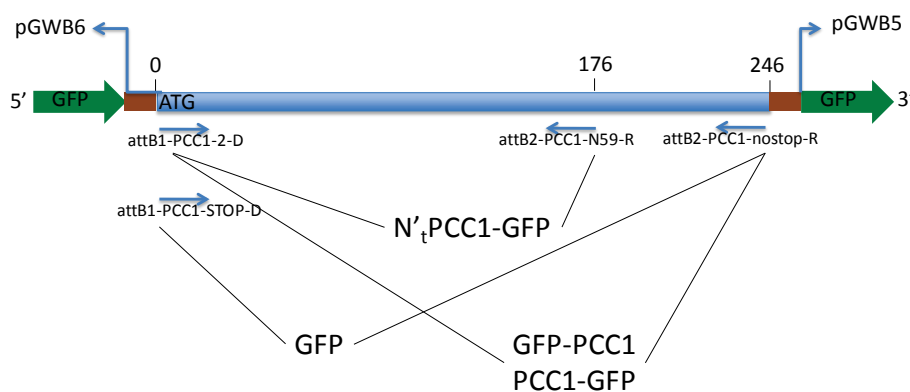 pGWB6
pGWB5
0
176
246
5’
GFP
ATG
GFP
3’
attB1-PCC1-2-D
attB2-PCC1-N59-R
attB2-PCC1-nostop-R
attB1-PCC1-STOP-D
N’tPCC1-GFP
GFP
GFP-PCC1
PCC1-GFP